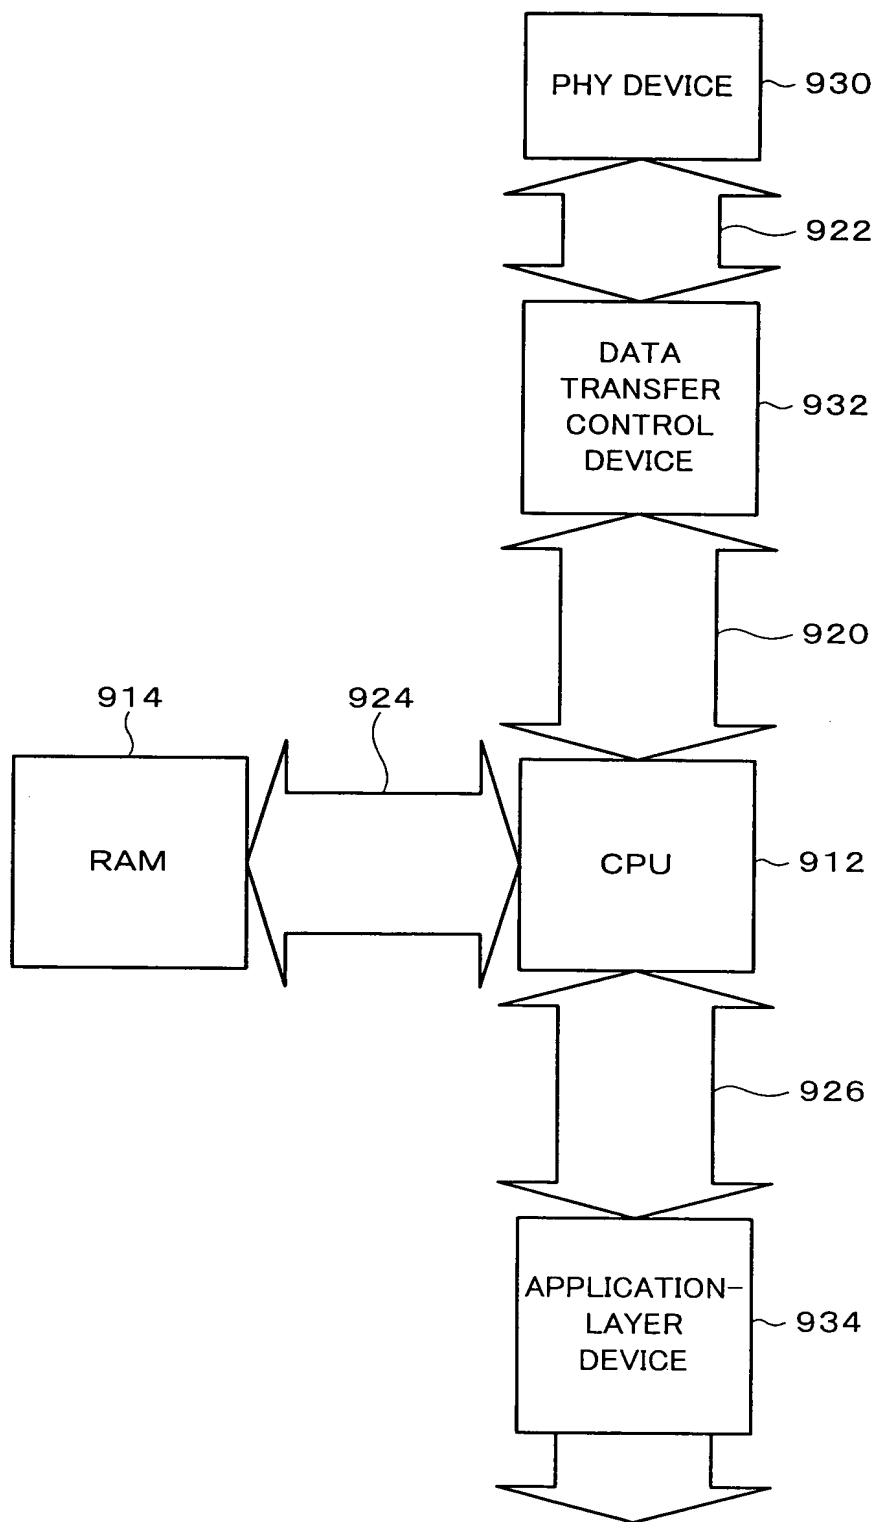 PHY DEVICE
930
922
DATA
TRANSFER
CONTROL
DEVICE
932
920
914
924
RAM
CPU
912
926
APPLICATION-
LAYER
DEVICE
934